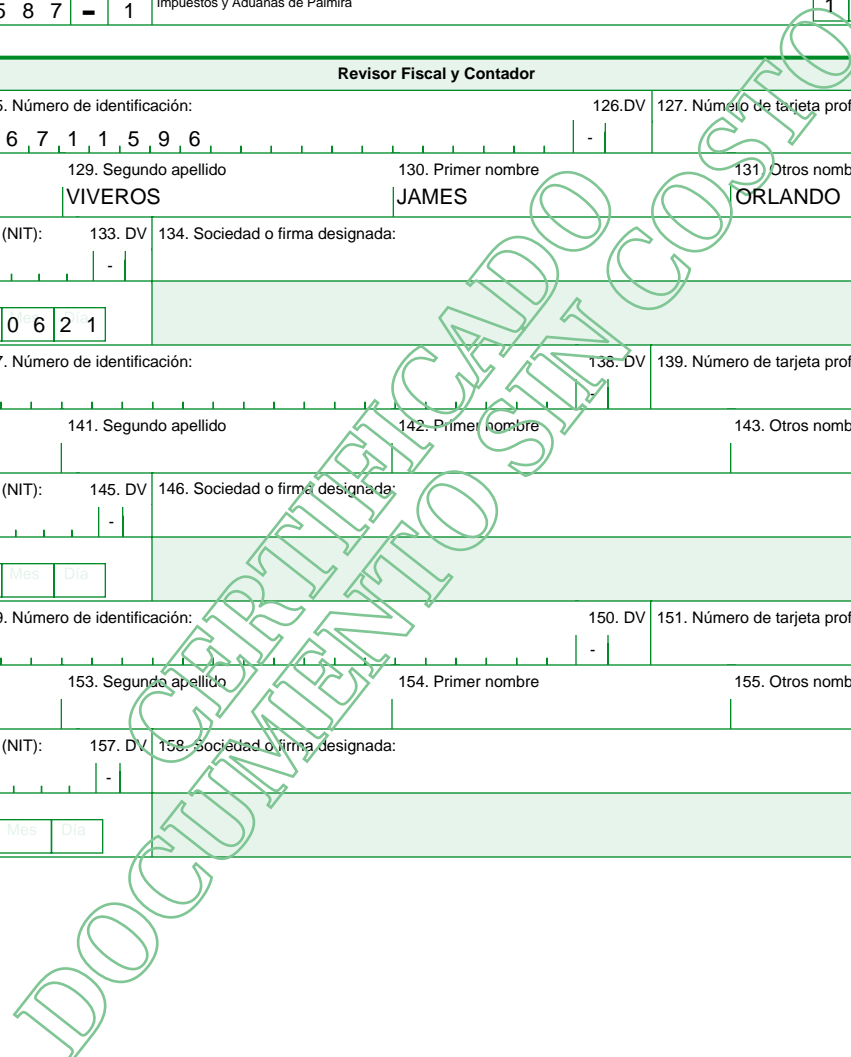 5 8 7 - 1 Impuestos y Aduanas de Palmira 1
Revisor Fiscal y Contador
5. Número de identificación: 126.DV 127. Número de tarjeta prof
6 7 1 1 5 9 6 -
129. Segundo apellido 130. Primer nombre 131. Otros nomb
VIVEROS JAMES ORLANDO
(NIT): 133. DV 134. Sociedad o firma designada:
-
Mes Día
0 6 2 1
7. Número de identificación: 138. DV 139. Número de tarjeta prof
-
141. Segundo apellido 142. Primer nombre 143. Otros nomb
(NIT): 145. DV 146. Sociedad o firma designada:
-
Mes Día
9. Número de identificación: 150. DV 151. Número de tarjeta prof
-
153. Segundo apellido 154. Primer nombre 155. Otros nomb
(NIT): 157. DV 158. Sociedad o firma designada:
-
Mes Día
CERTIFICADO
DOCUMENTO SIN COSTO